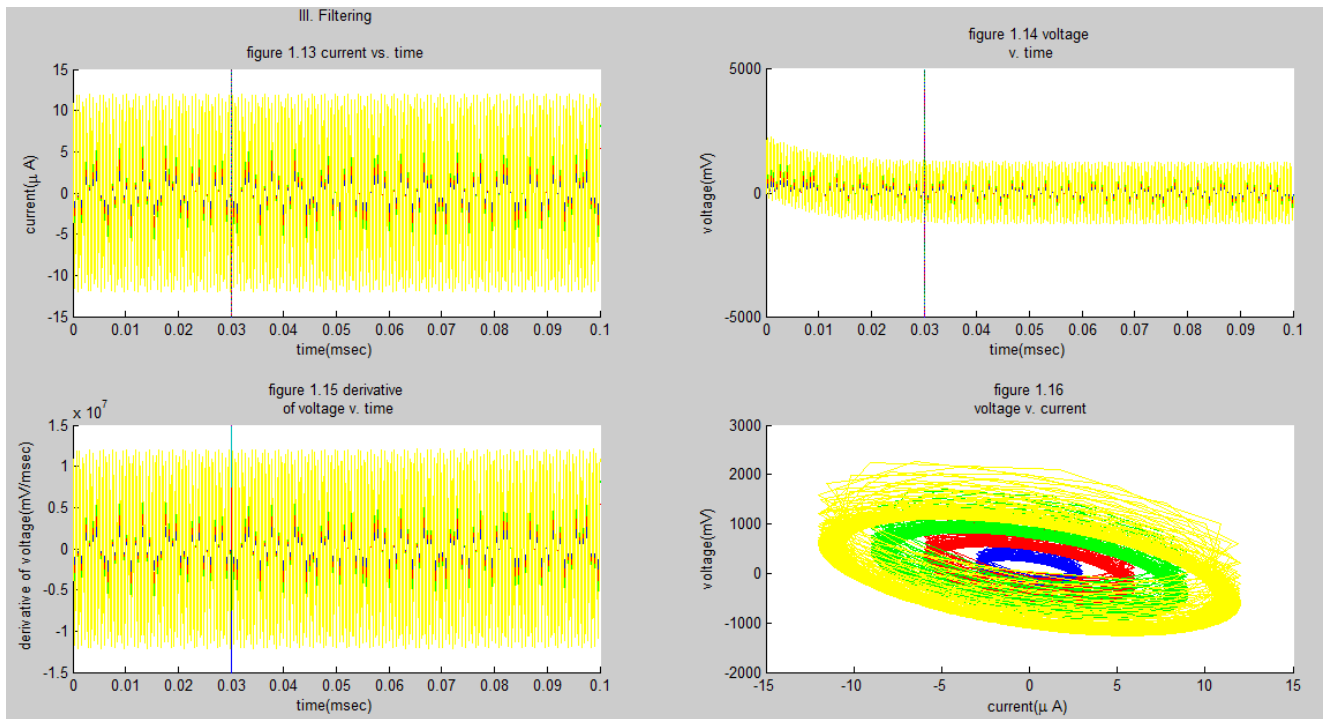 III. Filtering
figure 1.13 current vs. time
15
10
5
0
-5
-10
-15
current(μ A)
0 0.01 0.02 0.03 0.04 0.05 0.06 0.07 0.08 0.09 0.1
time(msec)
figure 1.14 voltage
v. time
5000
0
-5000
voltage(mV)
0 0.01 0.02 0.03 0.04 0.05 0.06 0.07 0.08 0.09 0.1
time(msec)
figure 1.15 derivative
of voltage v. time
x 10^7
1.5
1
0.5
0
-0.5
-1
-1.5
derivative of voltage(mV/msec)
0 0.01 0.02 0.03 0.04 0.05 0.06 0.07 0.08 0.09 0.1
time(msec)
figure 1.16
voltage v. current
3000
2000
1000
0
-1000
-2000
voltage(mV)
-15 -10 -5 0 5 10 15
current(μ A)